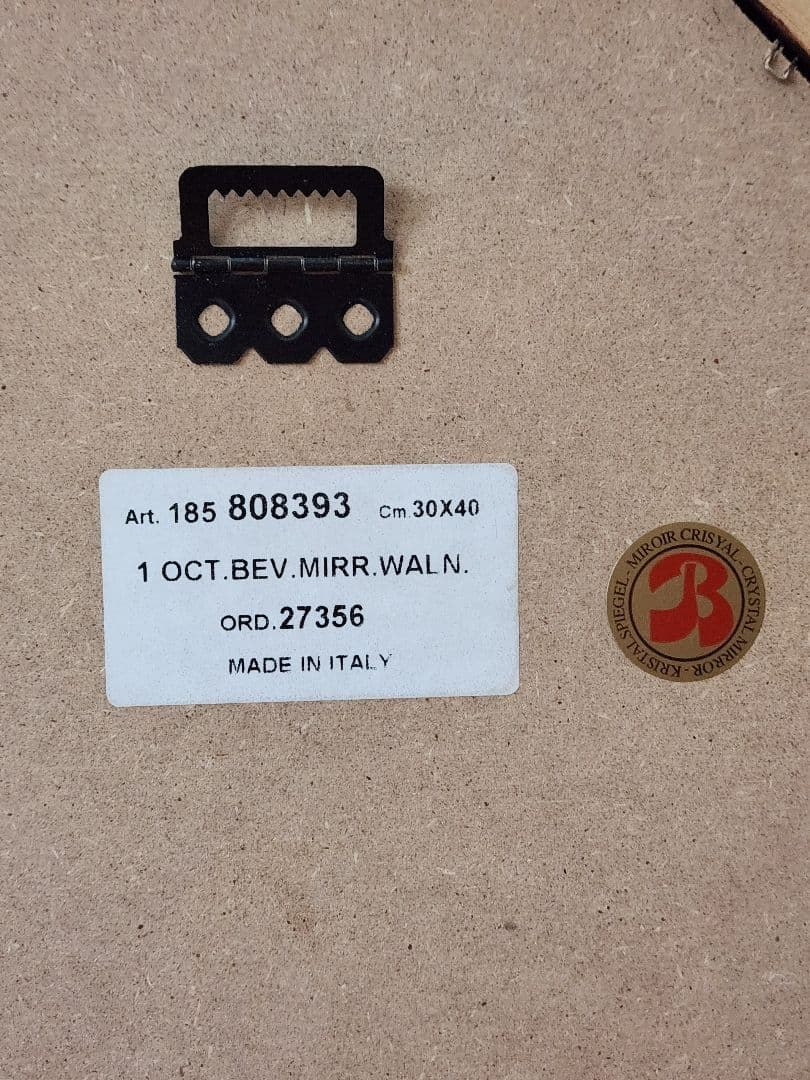 Art. 185 808393 Cm.30X40
1 OCT.BEV.MIRR.WALN.
ORD.27356
MADE IN ITALY
MIROIR CRISYAL - CRYSTAL MIRROR - KRISTALSPIEGEL -
B